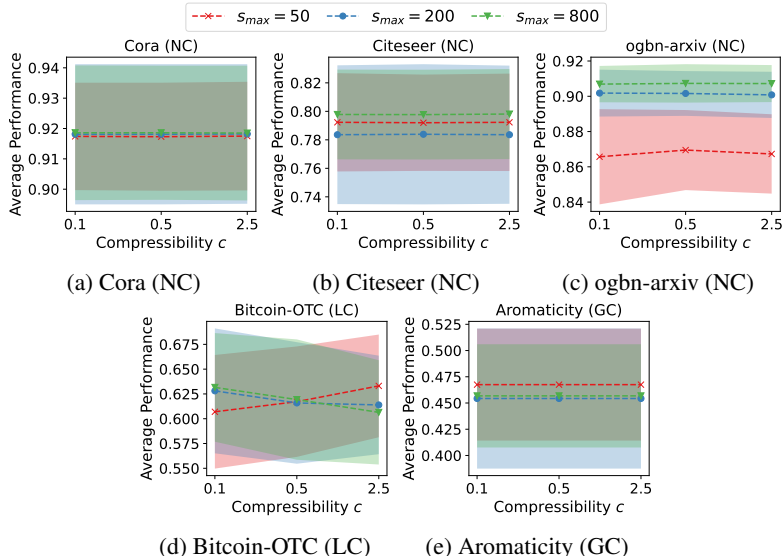 s_max = 50 s_max = 200 s_max = 800
Cora (NC) Citeseer (NC) ogbn-arxiv (NC)
Average Performance
0.94
0.93
0.92
0.91
0.90
0.1 0.5 2.5
Compressibility c
Average Performance
0.82
0.80
0.78
0.76
0.74
0.1 0.5 2.5
Compressibility c
Average Performance
0.92
0.90
0.88
0.86
0.84
0.1 0.5 2.5
Compressibility c
(a) Cora (NC) (b) Citeseer (NC) (c) ogbn-arxiv (NC)
Bitcoin-OTC (LC) Aromaticity (GC)
Average Performance
0.675
0.650
0.625
0.600
0.575
0.550
0.1 0.5 2.5
Compressibility c
Average Performance
0.525
0.500
0.475
0.450
0.425
0.400
0.1 0.5 2.5
Compressibility c
(d) Bitcoin-OTC (LC) (e) Aromaticity (GC)